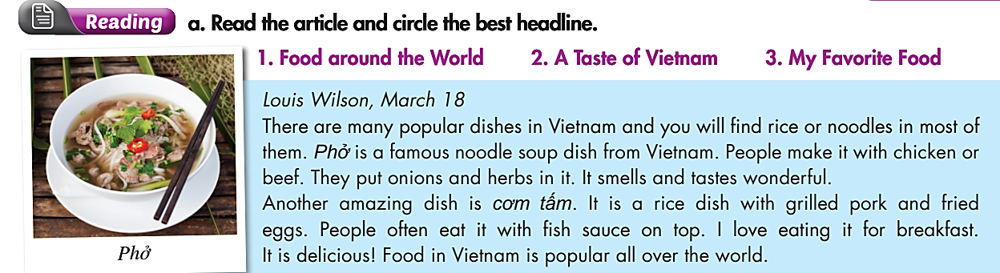 Reading a. Read the article and circle the best headline.
1. Food around the World 2. A Taste of Vietnam 3. My Favorite Food
Louis Wilson, March 18
There are many popular dishes in Vietnam and you will find rice or noodles in most of
them. Phở is a famous noodle soup dish from Vietnam. People make it with chicken or
beef. They put onions and herbs in it. It smells and tastes wonderful.
Another amazing dish is cơm tấm. It is a rice dish with grilled pork and fried
eggs. People often eat it with fish sauce on top. I love eating it for breakfast.
It is delicious! Food in Vietnam is popular all over the world.
Phở